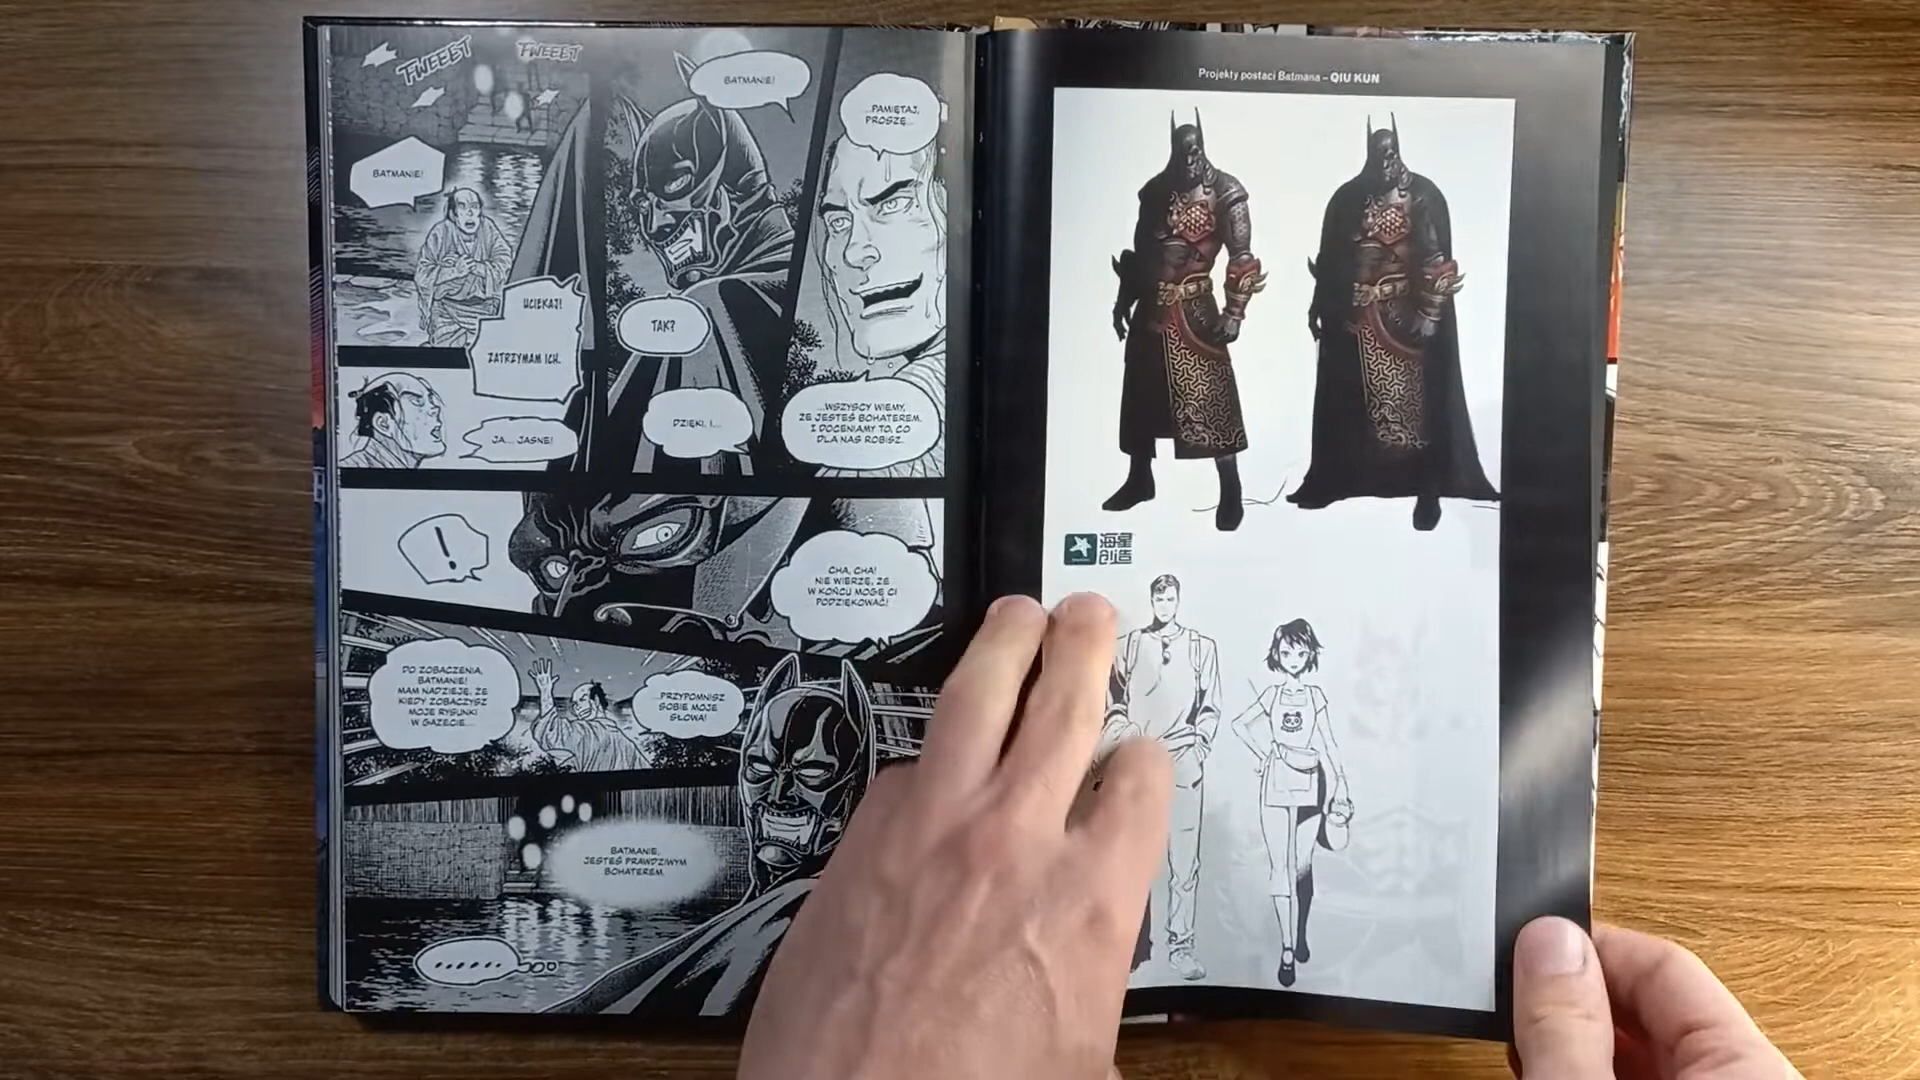 TWEEET
TWEEET
BATMANIE!
BATMANIE!
...PAMIĘTAJ,
PROSZĘ...
UCIEKAJ!
ZATRZYMAM ICH.
TAK?
JA... JASNE!
DZIĘKI. I...
...WSZYSCY WIEMY,
ŻE JESTEŚ BOHATEREM.
I DOCENIAMY TO, CO
DLA NAS ROBISZ.
!
CHA, CHA!
NIE WIERZĘ, ŻE
W KOŃCU MOGĘ CI
PODZIĘKOWAĆ!
DO ZOBACZENIA,
BATMANIE!
MAM NADZIEJĘ, ŻE
KIEDY ZOBACZYSZ
MOJE RYSUNKI
W GAZECIE...
...PRZYPOMNISZ
SOBIE MOJE
SŁOWA!
BATMANIE,
JESTEŚ PRAWDZIWYM
BOHATEREM.
......
Projekty postaci Batmana – QIU KUN
海星
创造